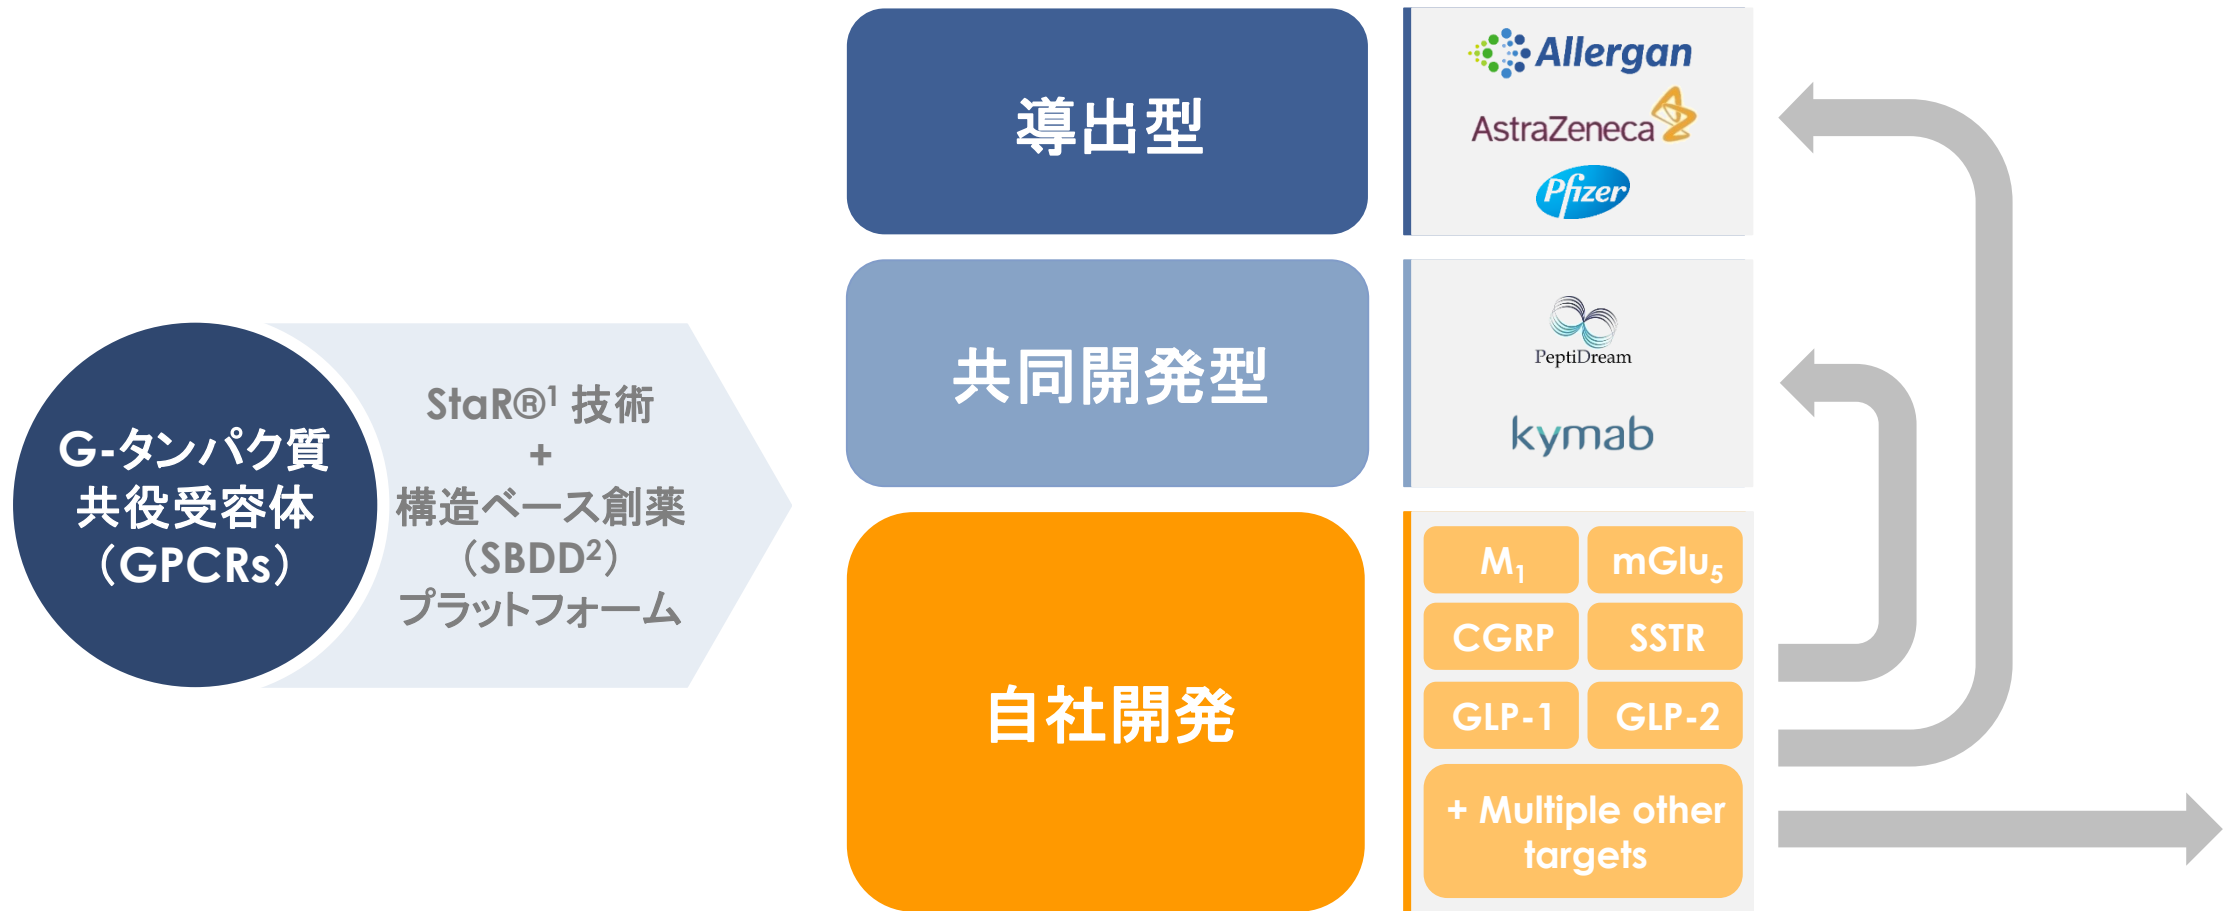 G-タンパク質
共役受容体
（GPCRs）
StaR®1 技術
+
構造ベース創薬
（SBDD2）
プラットフォーム
導出型
Allergan
AstraZeneca
Pfizer
共同開発型
PeptiDream
kymab
自社開発
M1
mGlu5
CGRP
SSTR
GLP-1
GLP-2
+ Multiple other
targets